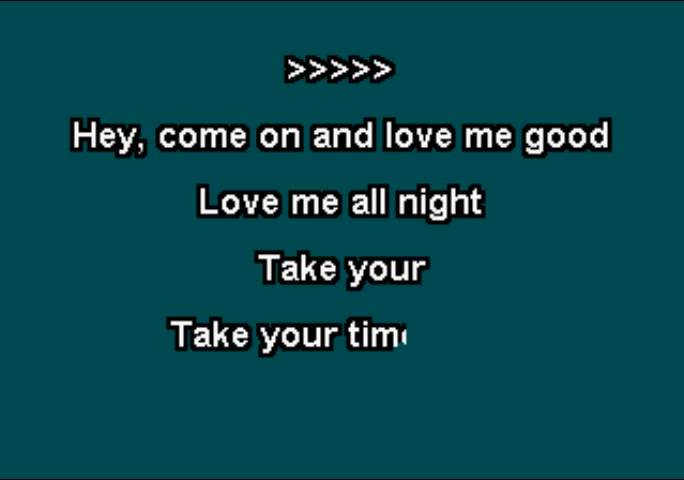 >>>>>
Hey, come on and love me good
Love me all night
Take your
Take your tim